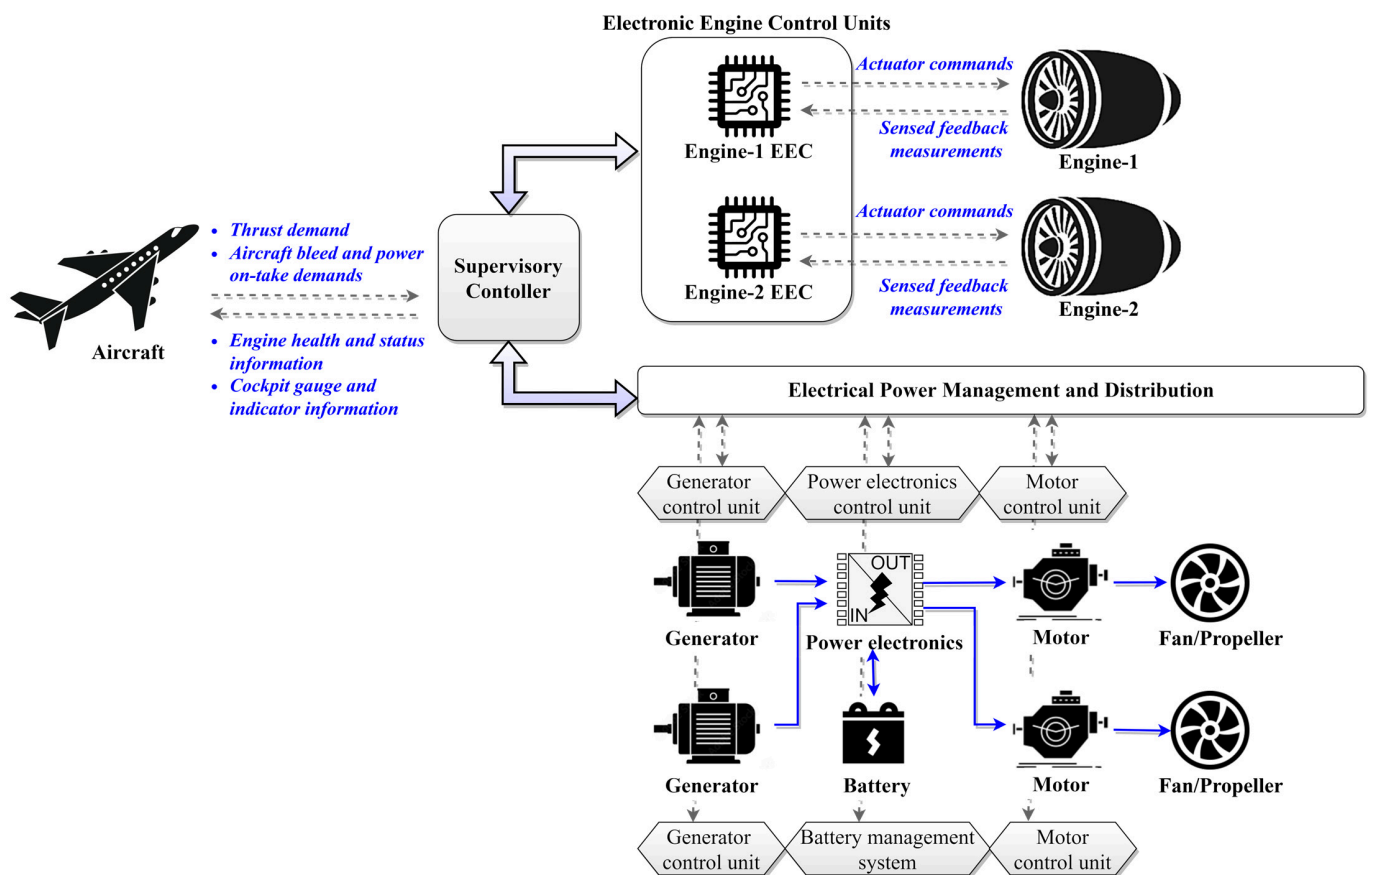 Electronic Engine Control Units
Actuator commands
Engine-1 EEC
Sensed feedback
measurements
Engine-1
Actuator commands
Engine-2 EEC
Sensed feedback
measurements
Engine-2
• Thrust demand
• Aircraft bleed and power
on-take demands
Supervisory
Contoller
Aircraft
• Engine health and status
information
• Cockpit gauge and
indicator information
Electrical Power Management and Distribution
Generator
control unit
Power electronics
control unit
Motor
control unit
OUT
IN
Generator
Power electronics
Motor
Fan/Propeller
Generator
Battery
Motor
Fan/Propeller
Generator
control unit
Battery management
system
Motor
control unit